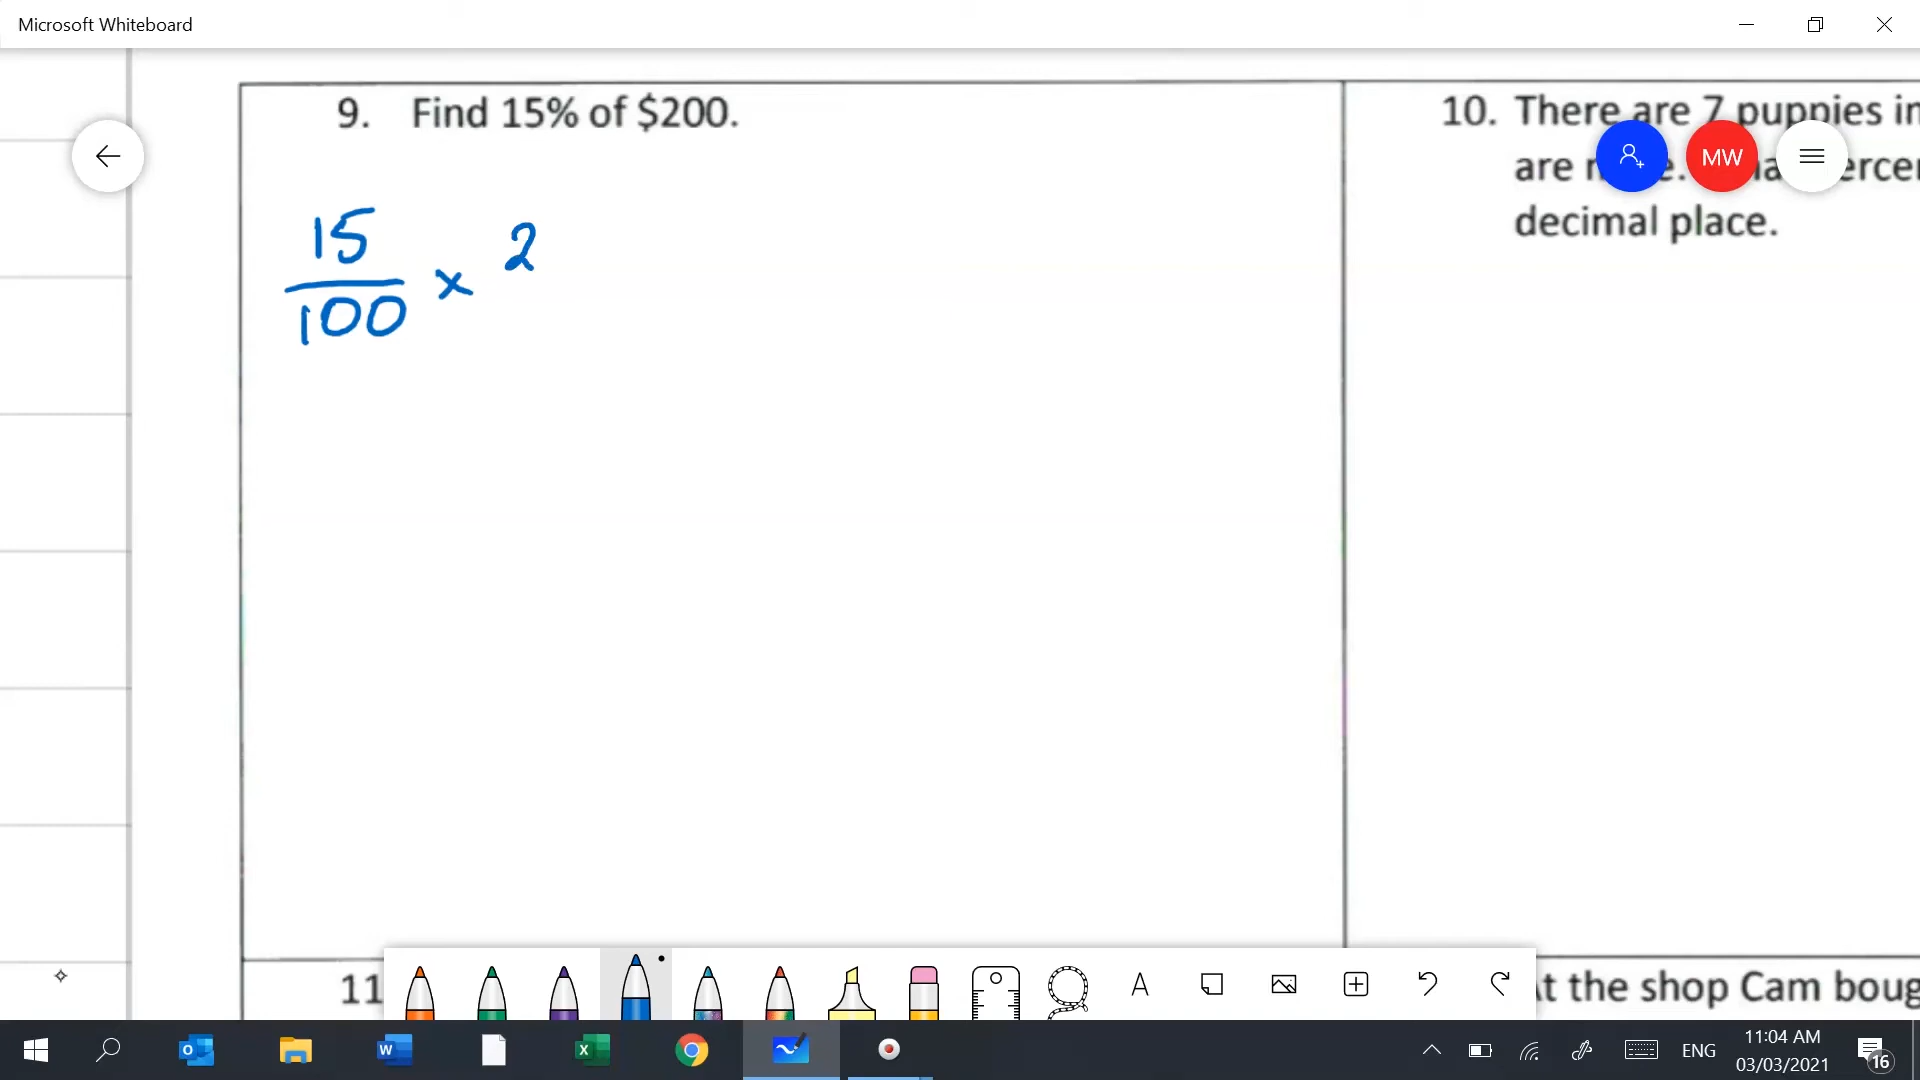 Microsoft Whiteboard
9. Find 15% of $200.
10. There are 7 puppies in
MW
are
decimal place.
15
100
× 2
11
A
At the shop Cam boug
ENG
11:04 AM
03/03/2021
16